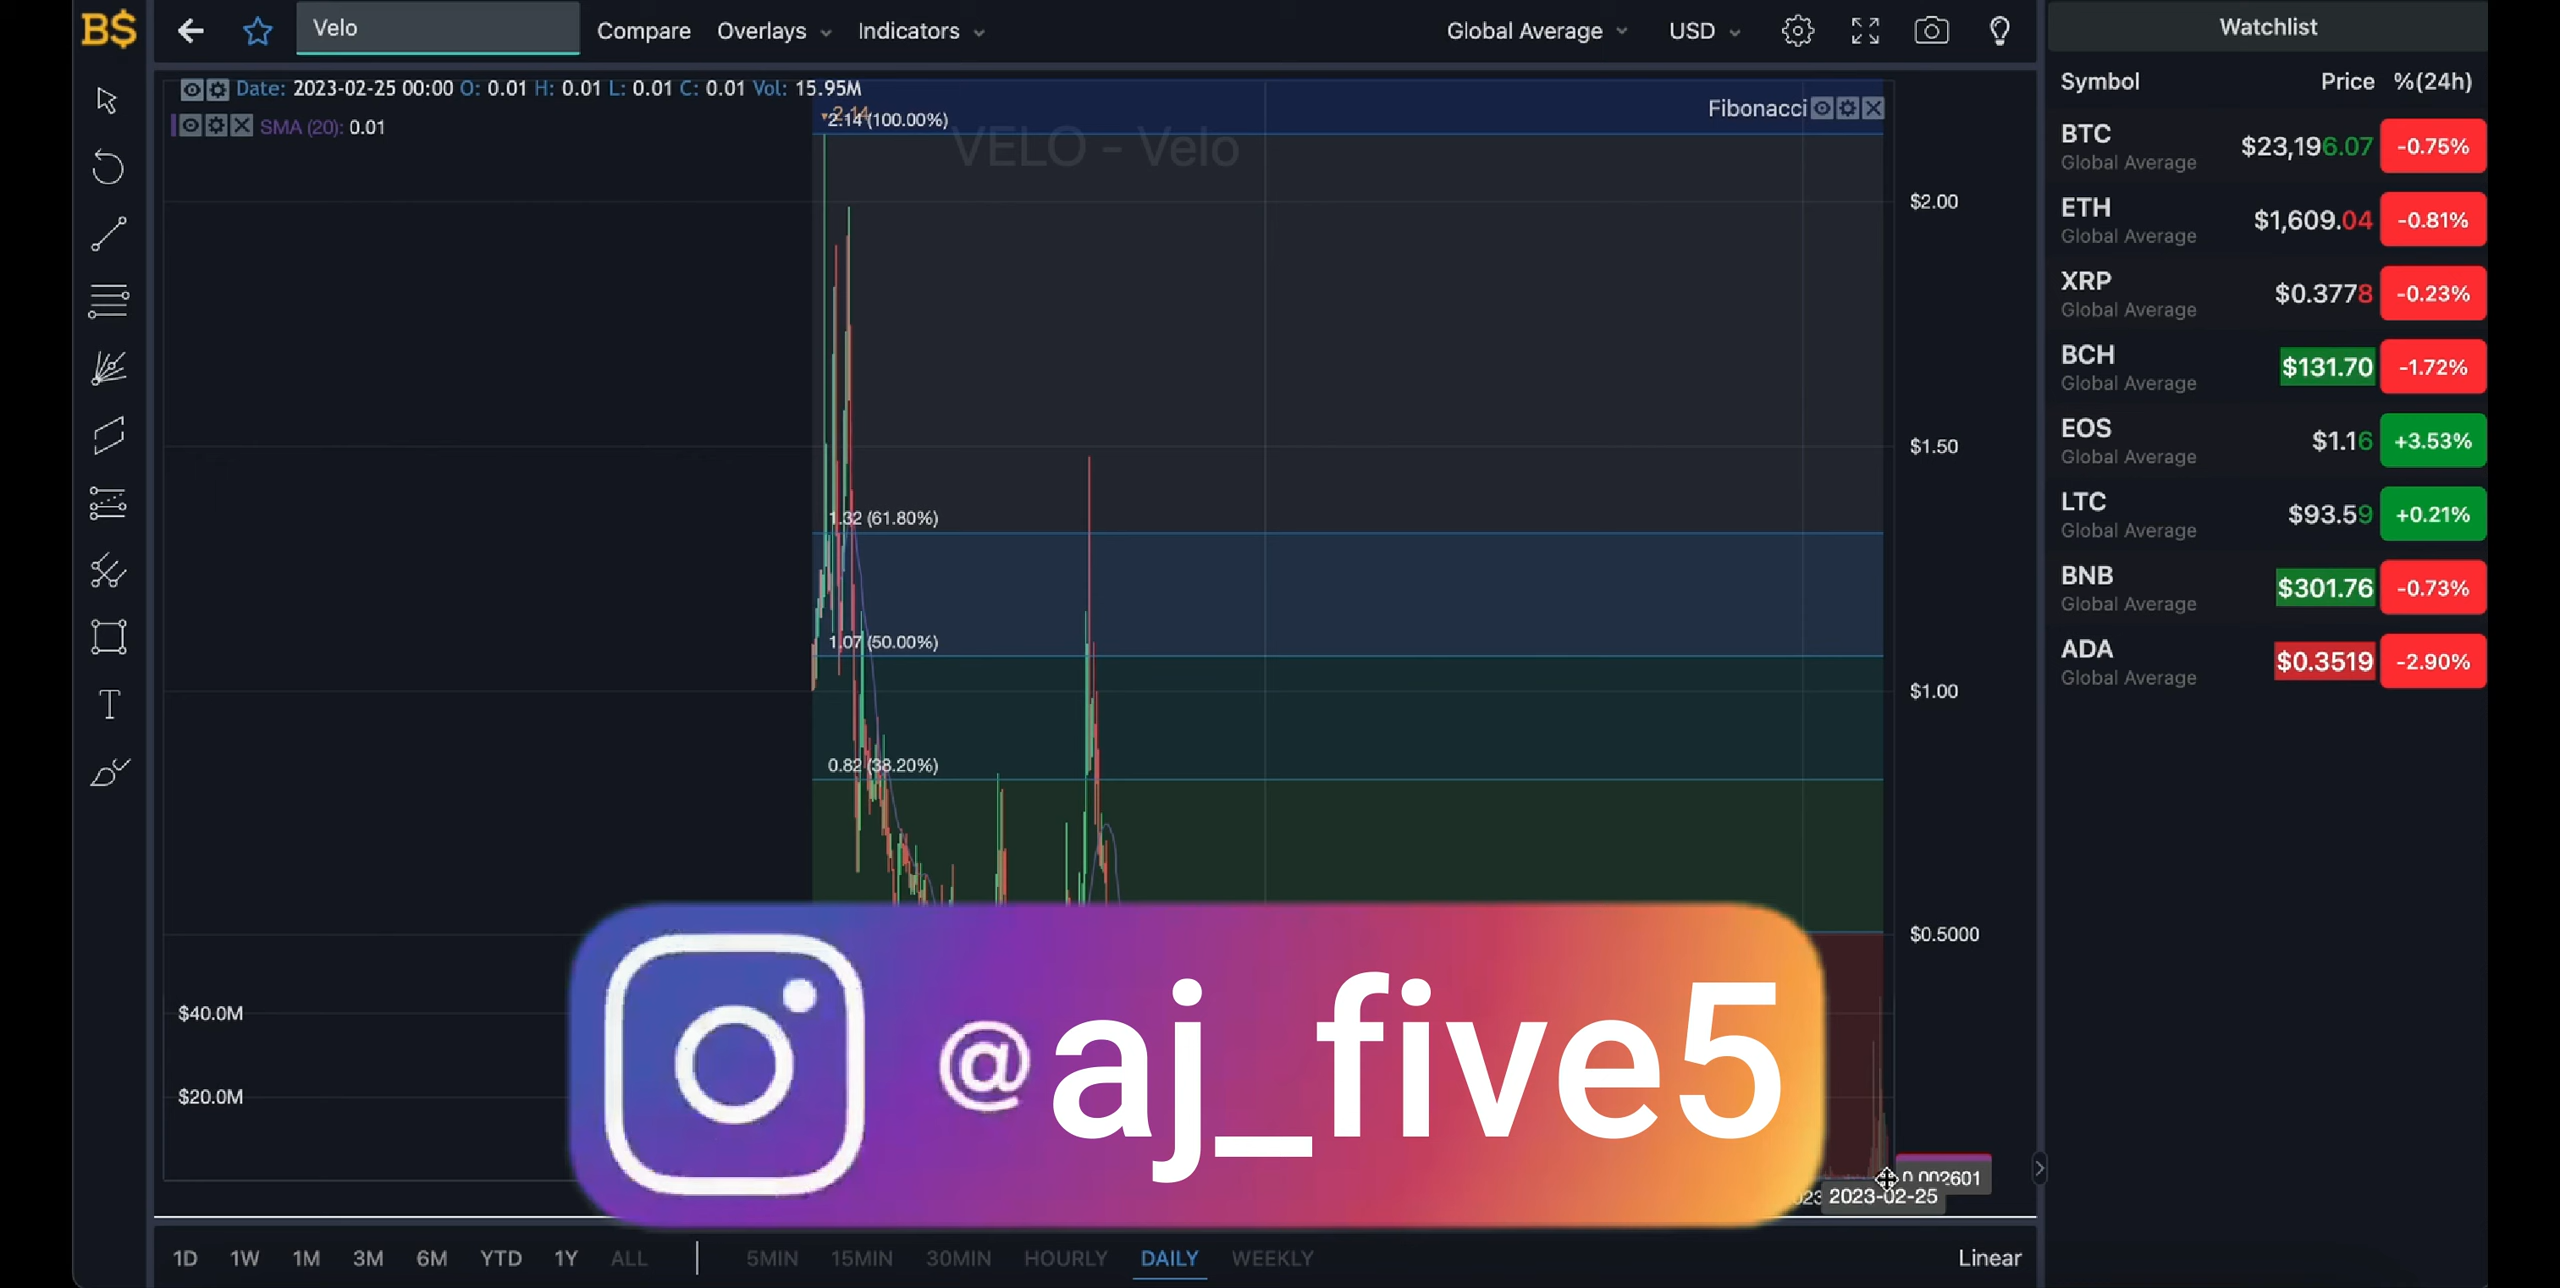 B$
Velo
Compare
Overlays
Indicators
Global Average
USD
Watchlist
Date: 2023-02-25 00:00 O: 0.01 H: 0.01 L: 0.01 C: 0.01 Vol: 15.95M
SMA (20): 0.01
Fibonacci
2.14
2.14 (100.00%)
VELO - Velo
1.32 (61.80%)
1.07 (50.00%)
0.82 (38.20%)
$2.00
$1.50
$1.00
$0.5000
$40.0M
$20.0M
0.002601
2023-02-25
@aj_five5
T
Symbol Price %(24h)
BTC $23,196.07 -0.75%
Global Average
ETH $1,609.04 -0.81%
Global Average
XRP $0.3778 -0.23%
Global Average
BCH $131.70 -1.72%
Global Average
EOS $1.16 +3.53%
Global Average
LTC $93.59 +0.21%
Global Average
BNB $301.76 -0.73%
Global Average
ADA $0.3519 -2.90%
Global Average
1D 1W 1M 3M 6M YTD 1Y ALL 5MIN 15MIN 30MIN HOURLY DAILY WEEKLY Linear